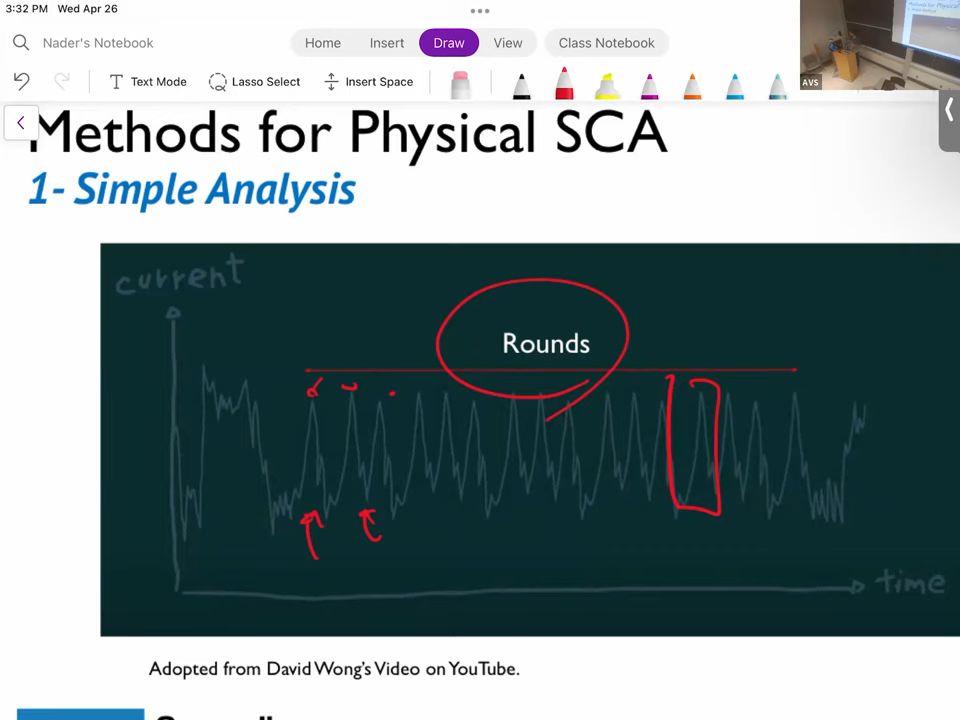 3:32 PM Wed Apr 26
Nader's Notebook
Home Insert Draw View Class Notebook
Text Mode Lasso Select Insert Space
AVS
Methods for Physical SCA
1- Simple Analysis
current
Rounds
time
Adopted from David Wong's Video on YouTube.